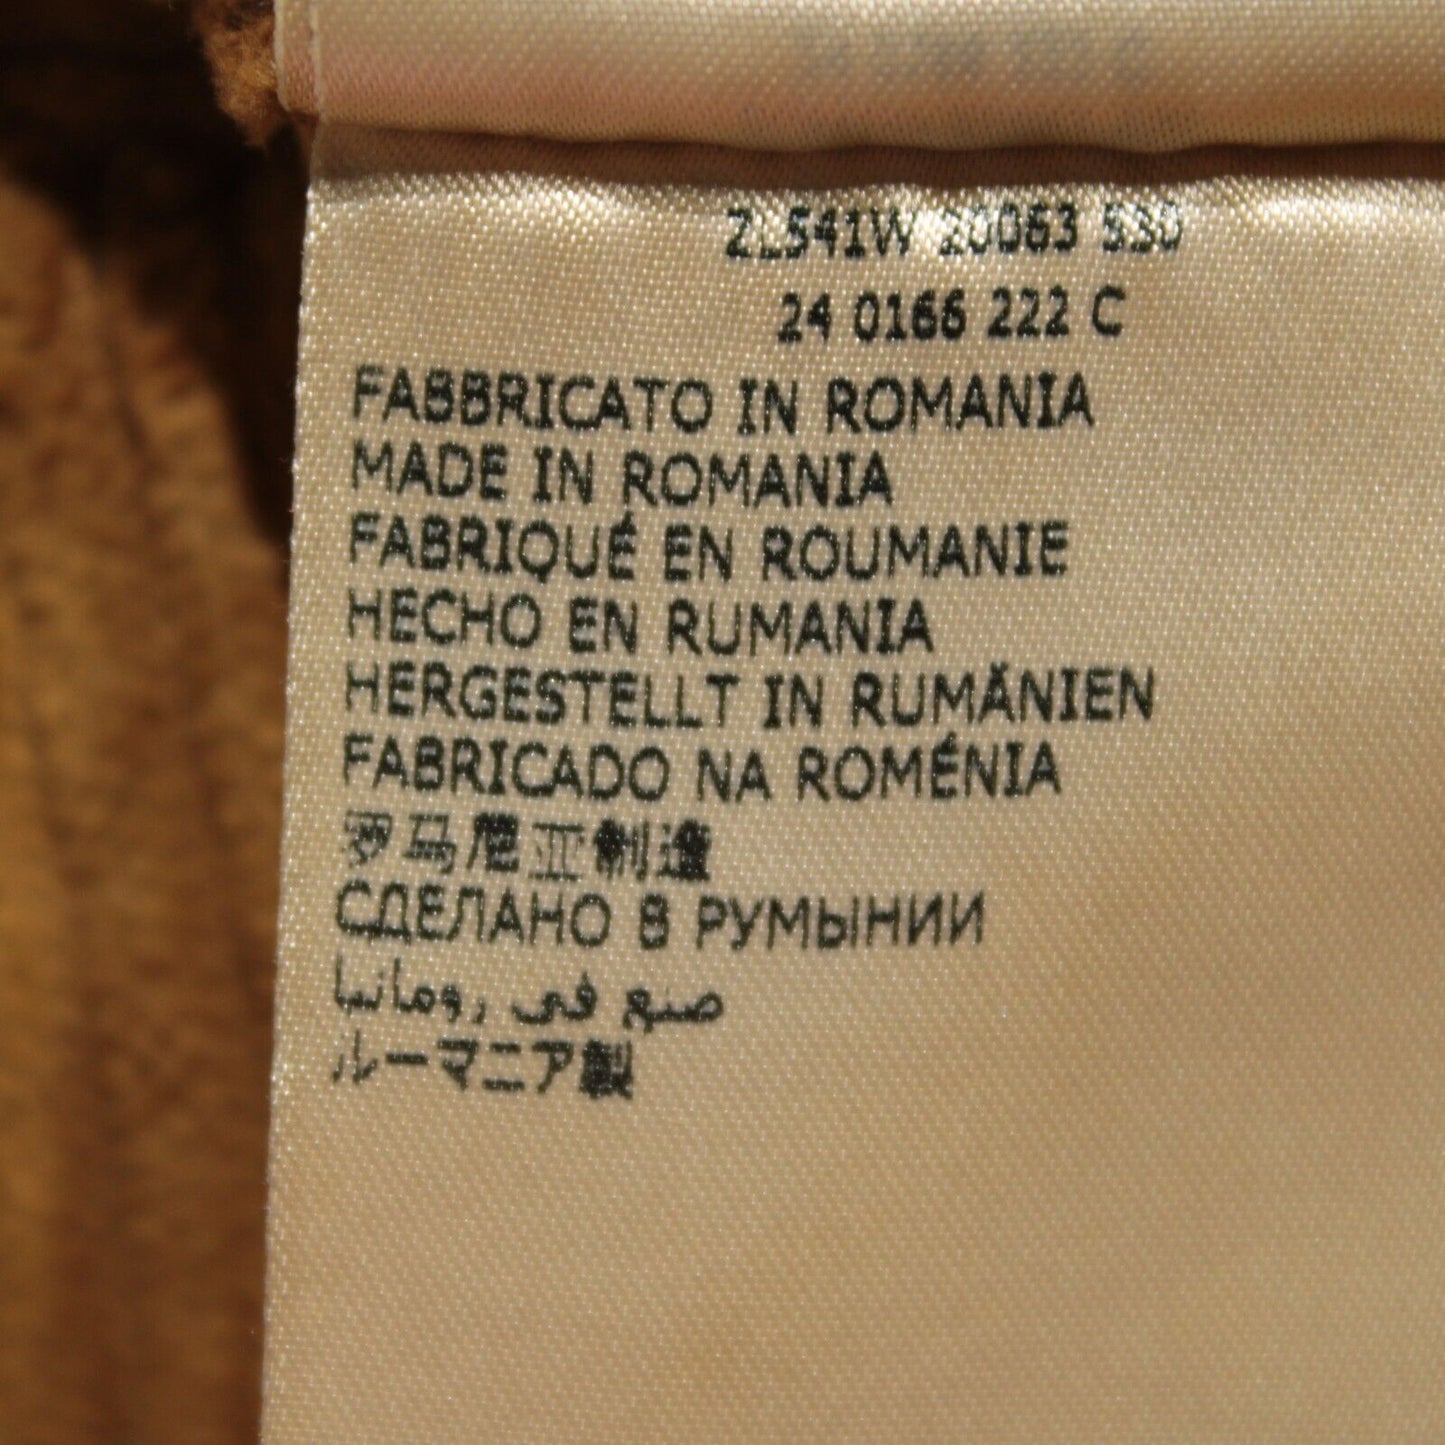 ZL541W 20063 S30
24 0166 222 C
FABBRICATO IN ROMANIA
MADE IN ROMANIA
FABRIQUÉ EN ROUMANIE
HECHO EN RUMANIA
HERGESTELLT IN RUMÄNIEN
FABRICADO NA ROMÉNIA
罗马尼亚制造
СДЕЛАНО В РУМЫНИИ
صنع في رومانيا
ルーマニア製